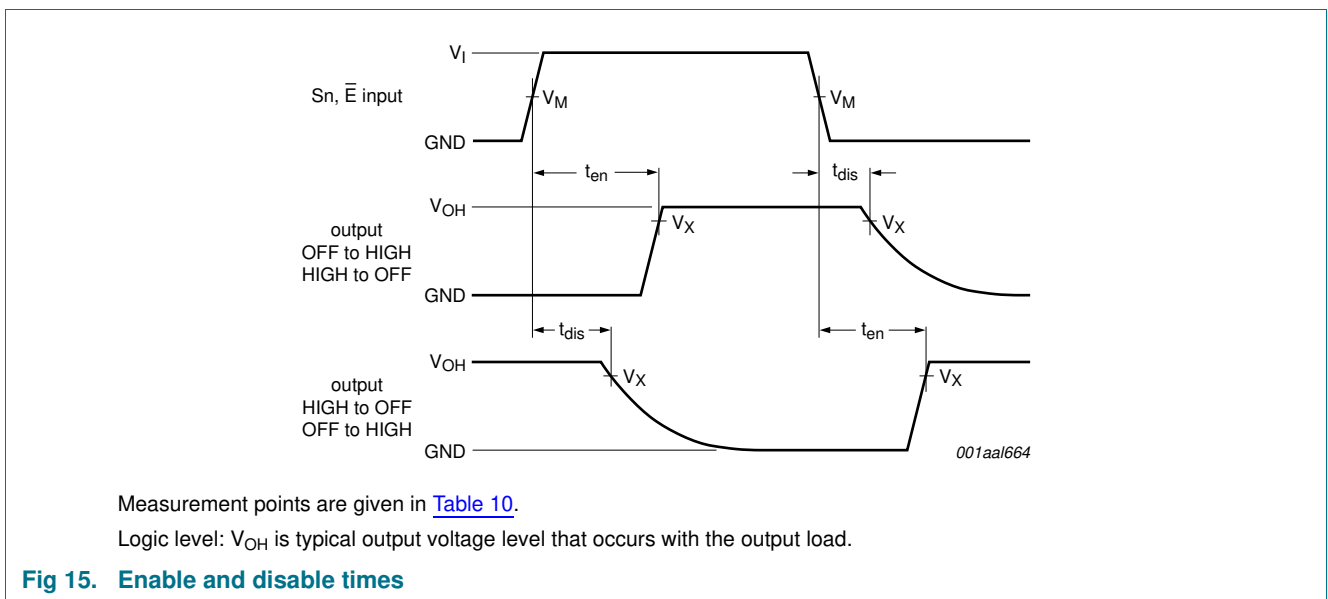 V_I
Sn, E̅ input
V_M
V_M
GND
t_en
t_dis
V_OH
output
OFF to HIGH
HIGH to OFF
V_X
V_X
GND
t_dis
t_en
V_OH
output
HIGH to OFF
OFF to HIGH
V_X
V_X
GND
001aal664
Measurement points are given in Table 10.
Logic level: V_OH is typical output voltage level that occurs with the output load.
Fig 15. Enable and disable times